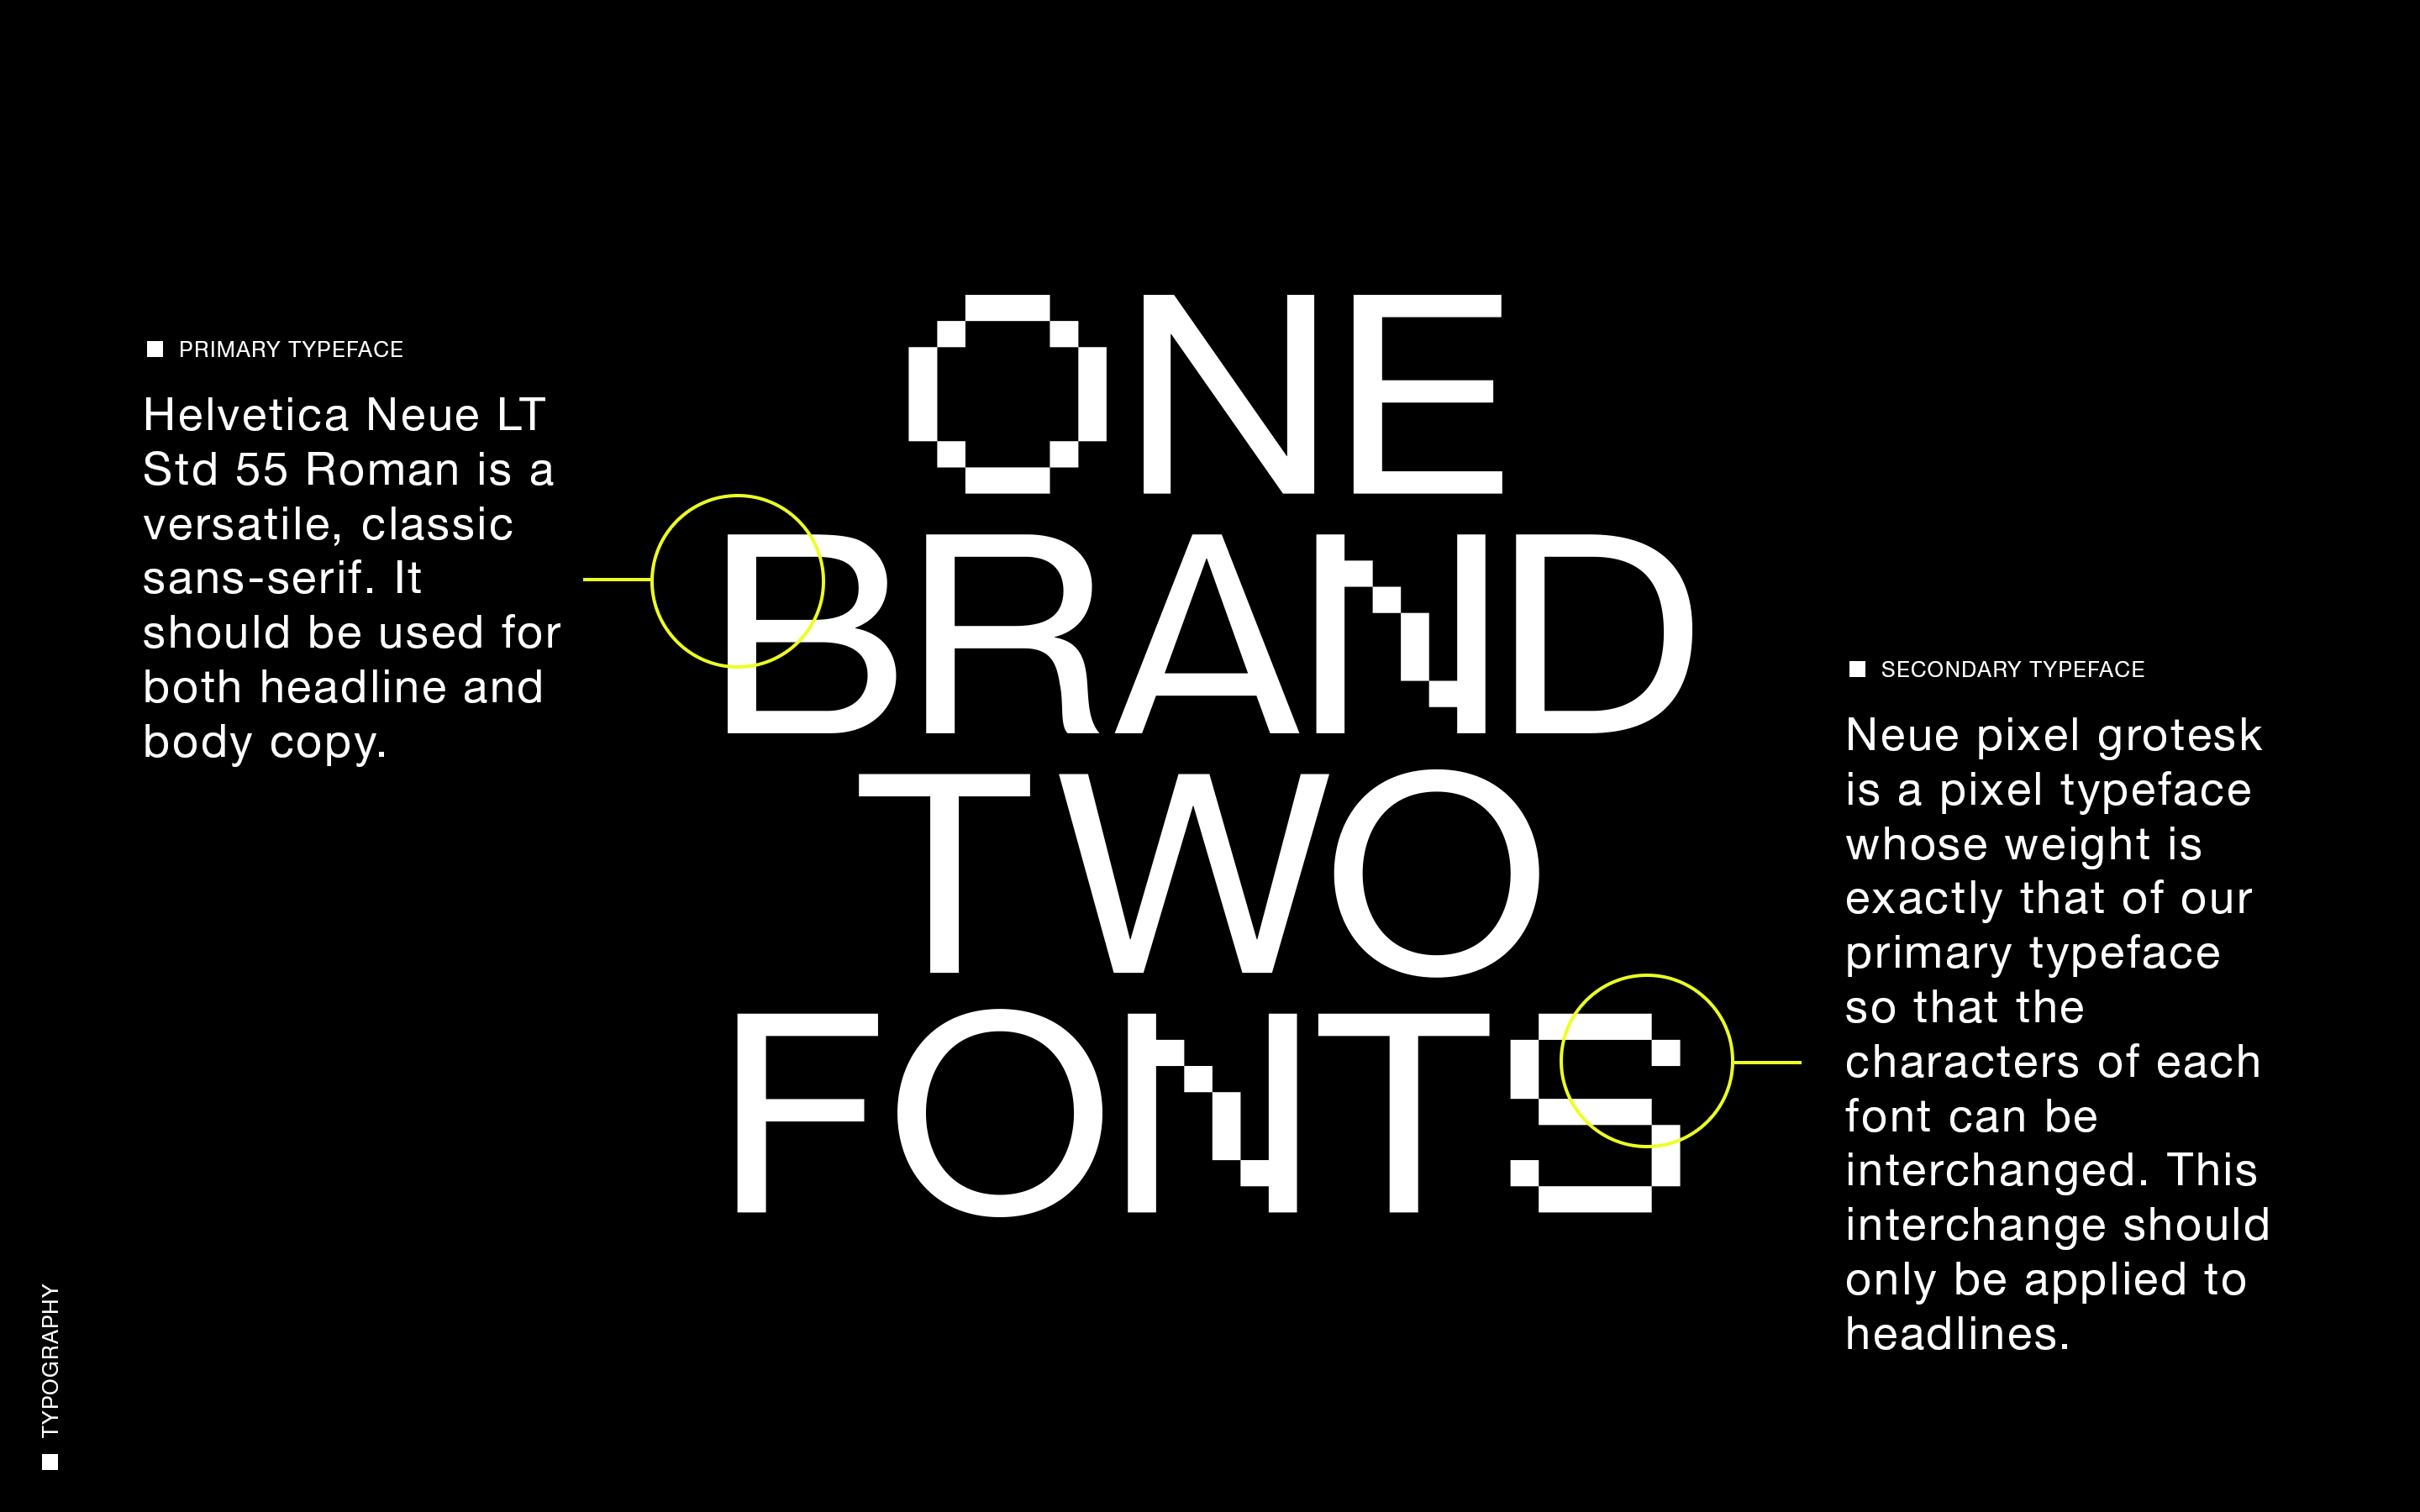 PRIMARY TYPEFACE
Helvetica Neue LT
Std 55 Roman is a
versatile, classic
sans-serif. It
should be used for
both headline and
body copy.
ONE
BRAND
TWO
FONTS
SECONDARY TYPEFACE
Neue pixel grotesk
is a pixel typeface
whose weight is
exactly that of our
primary typeface
so that the
characters of each
font can be
interchanged. This
interchange should
only be applied to
headlines.
TYPOGRAPHY